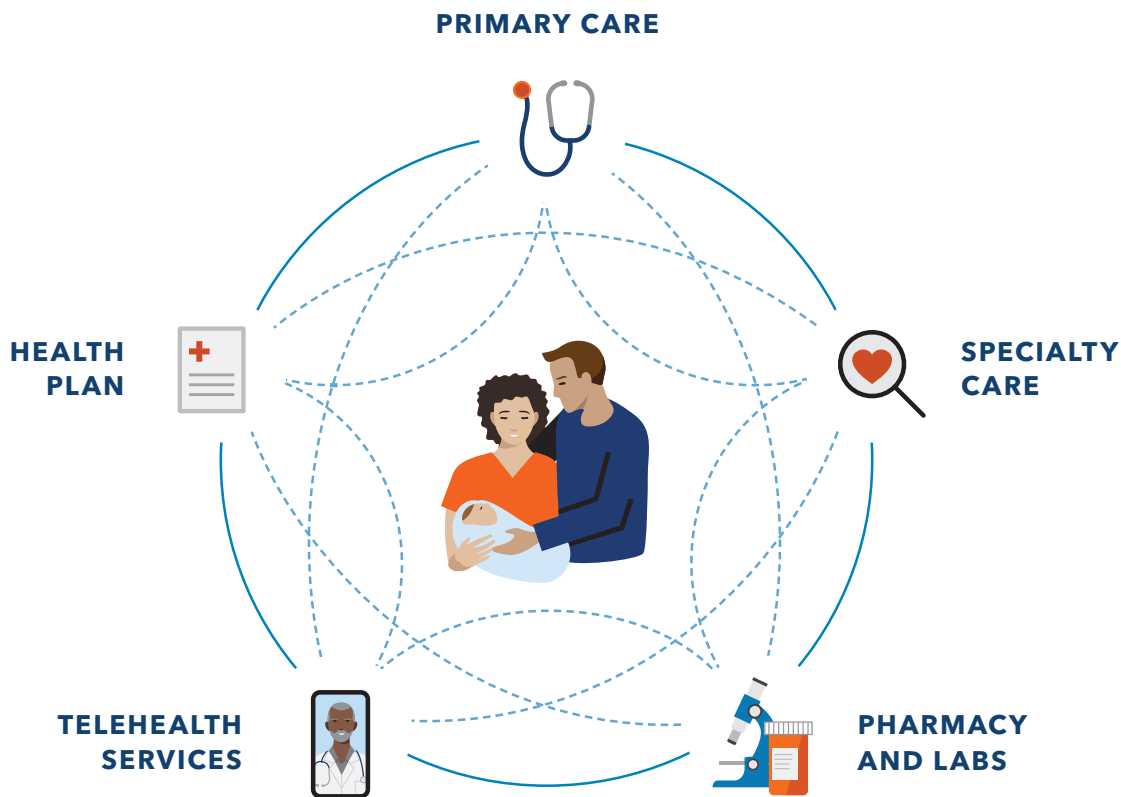 PRIMARY CARE
HEALTH
PLAN
SPECIALTY
CARE
TELEHEALTH
SERVICES
PHARMACY
AND LABS